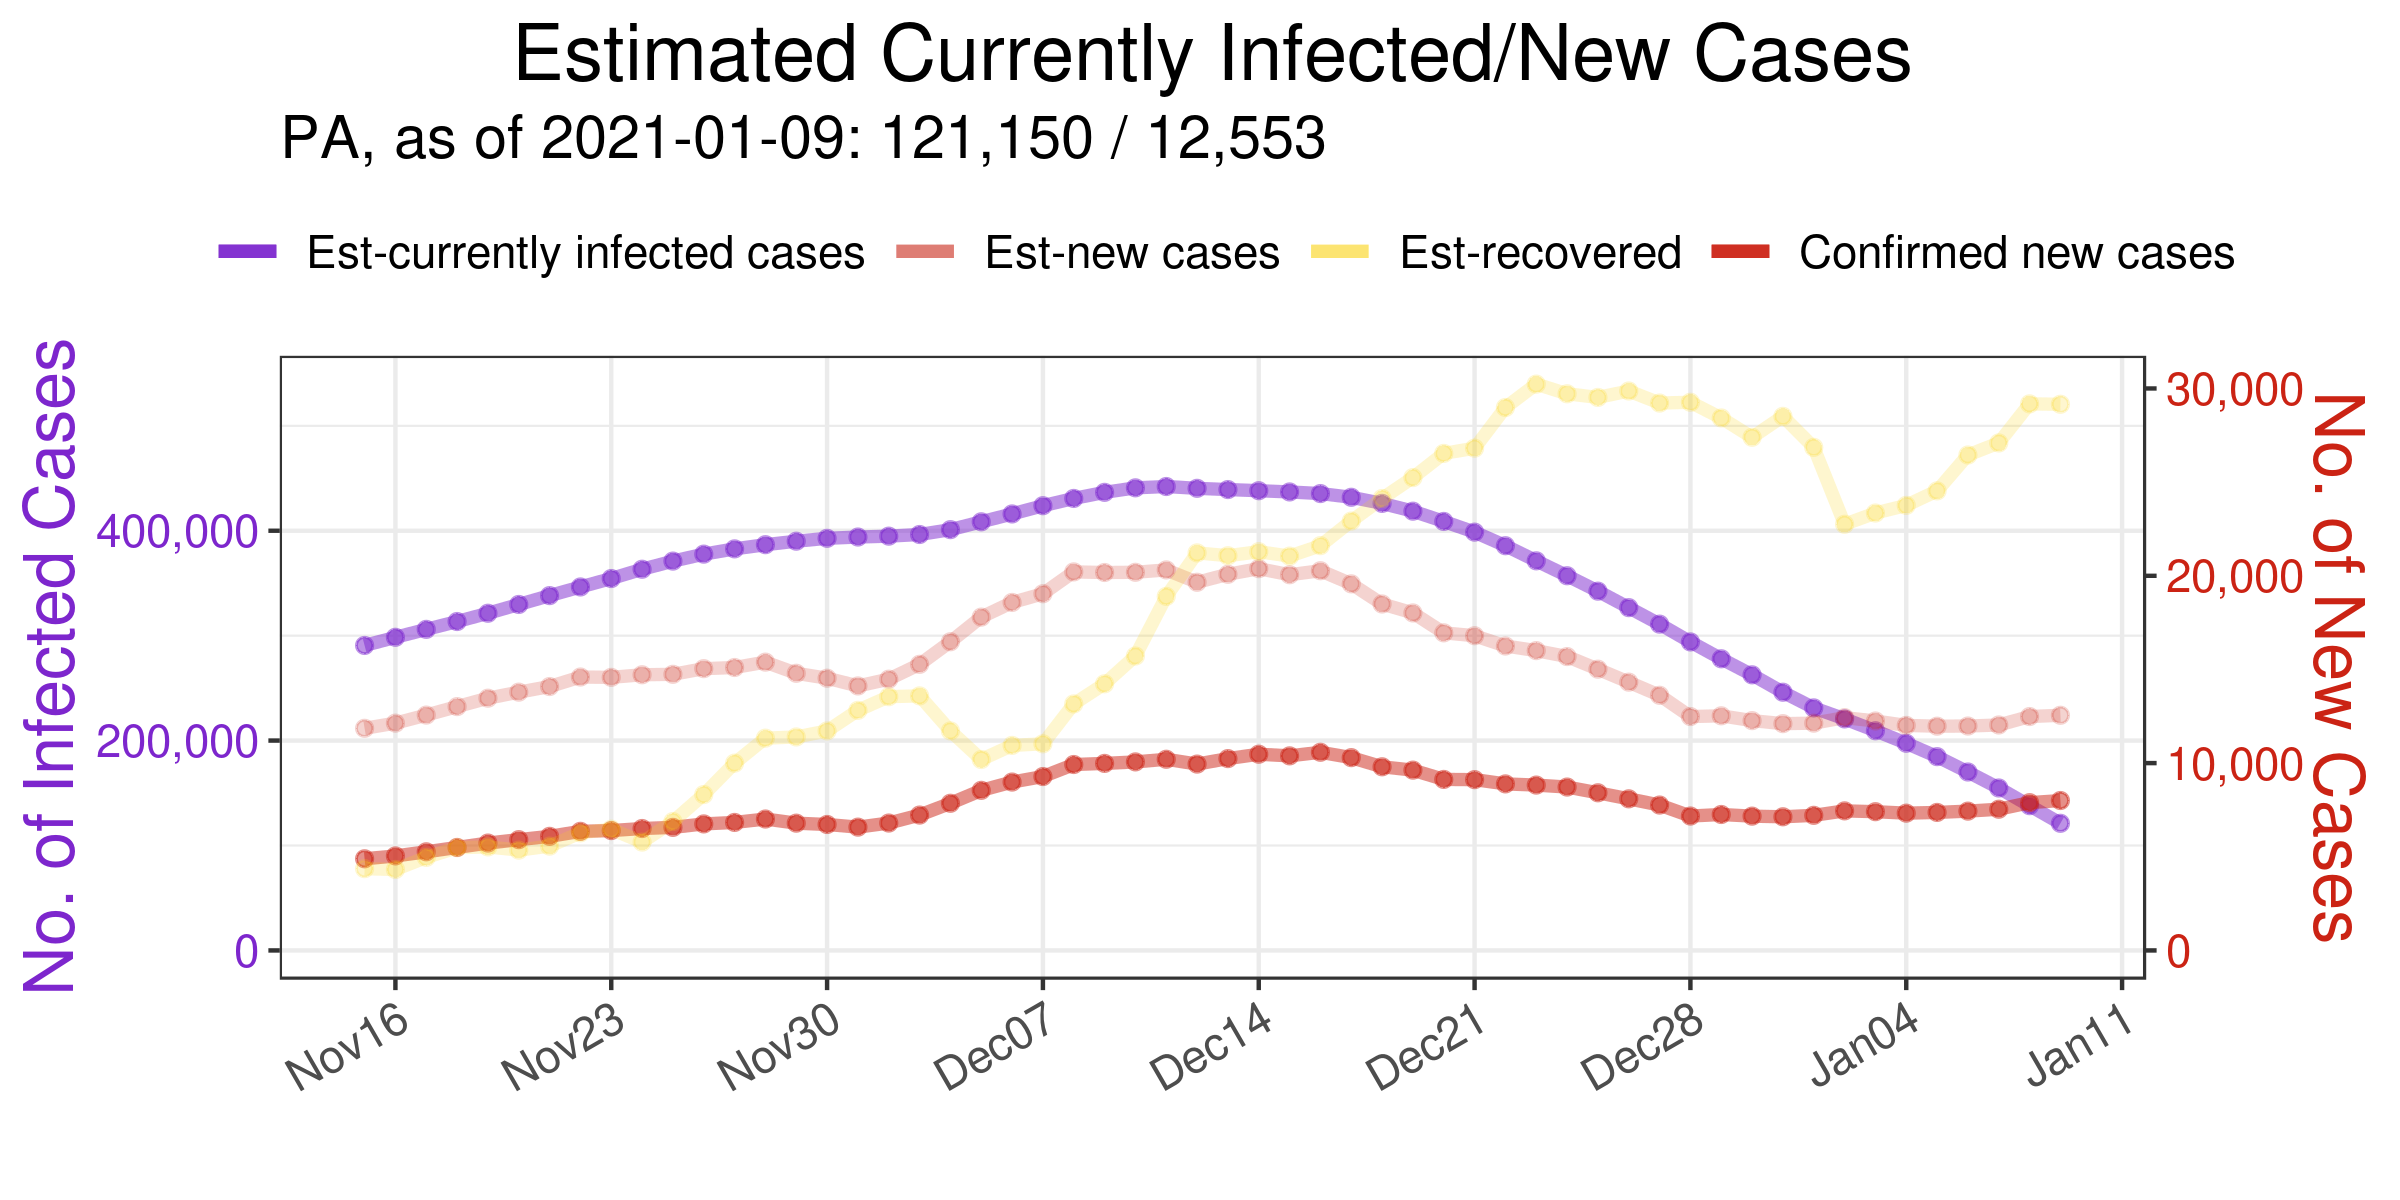 Estimated Currently Infected/New Cases
PA, as of 2021-01-09: 121,150 / 12,553
Est-currently infected cases Est-new cases Est-recovered Confirmed new cases
No. of Infected Cases
400,000
200,000
0
30,000
20,000
10,000
0
No. of New Cases
Nov16 Nov23 Nov30 Dec07 Dec14 Dec21 Dec28 Jan04 Jan11